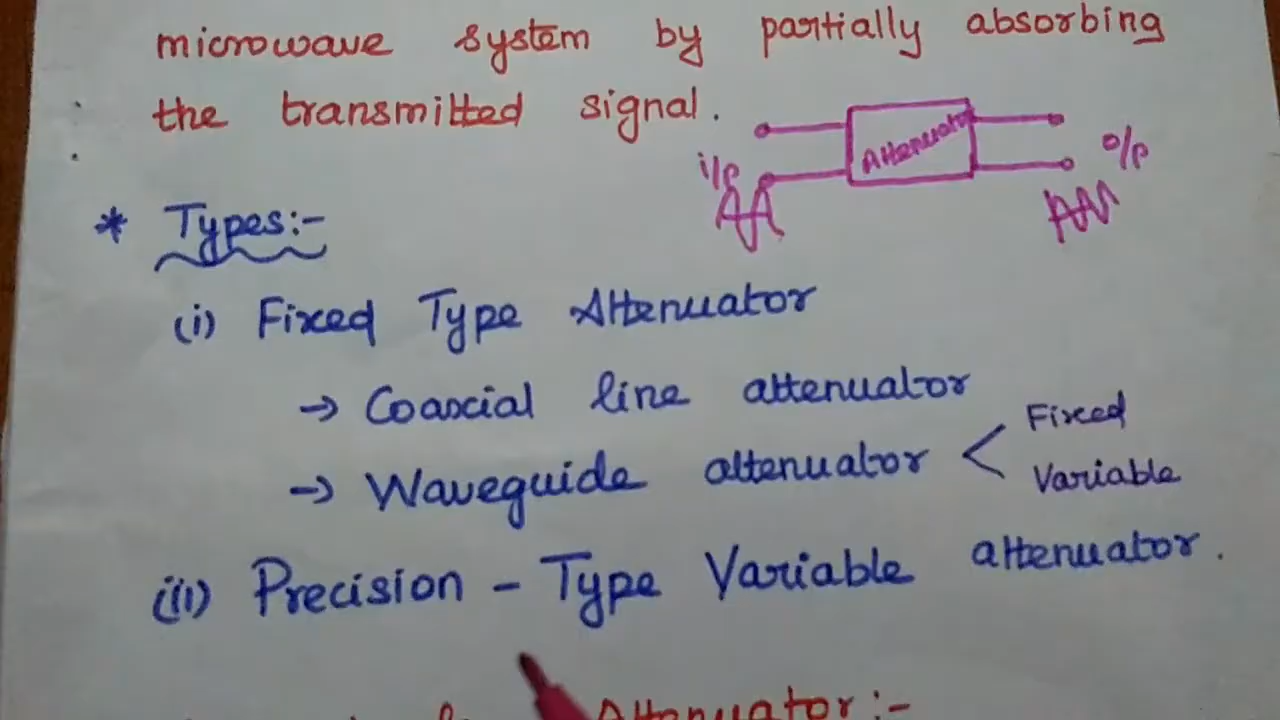 microwave system by partially absorbing
the transmitted signal.
i/p
Attenuator
o/p
* Types:-
(i) Fixed Type Attenuator
→ Coaxial line attenuator
→ Waveguide attenuator < Fixed
Variable
(ii) Precision - Type Variable attenuator.
Attenuator:-